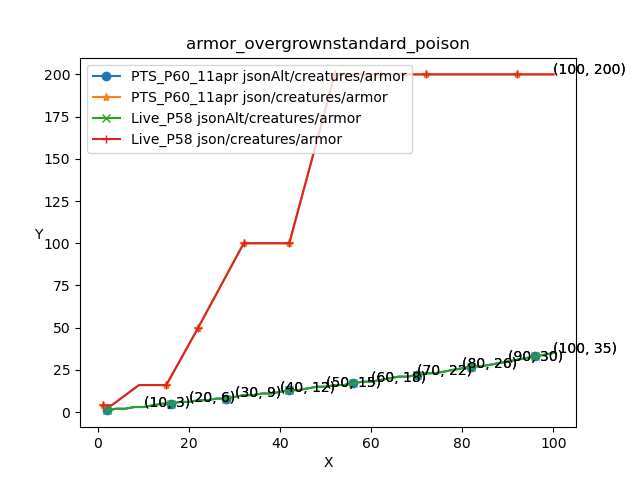 armor_overgrownstandard_poison
PTS_P60_11apr jsonAlt/creatures/armor
PTS_P60_11apr json/creatures/armor
Live_P58 jsonAlt/creatures/armor
Live_P58 json/creatures/armor
(100, 200)
200
175
150
125
100
75
50
25
0
Y
(10, 3)
(20, 6)
(30, 9)
(40, 12)
(50, 15)
(60, 18)
(70, 22)
(80, 26)
(90, 30)
(100, 35)
0 20 40 60 80 100
X